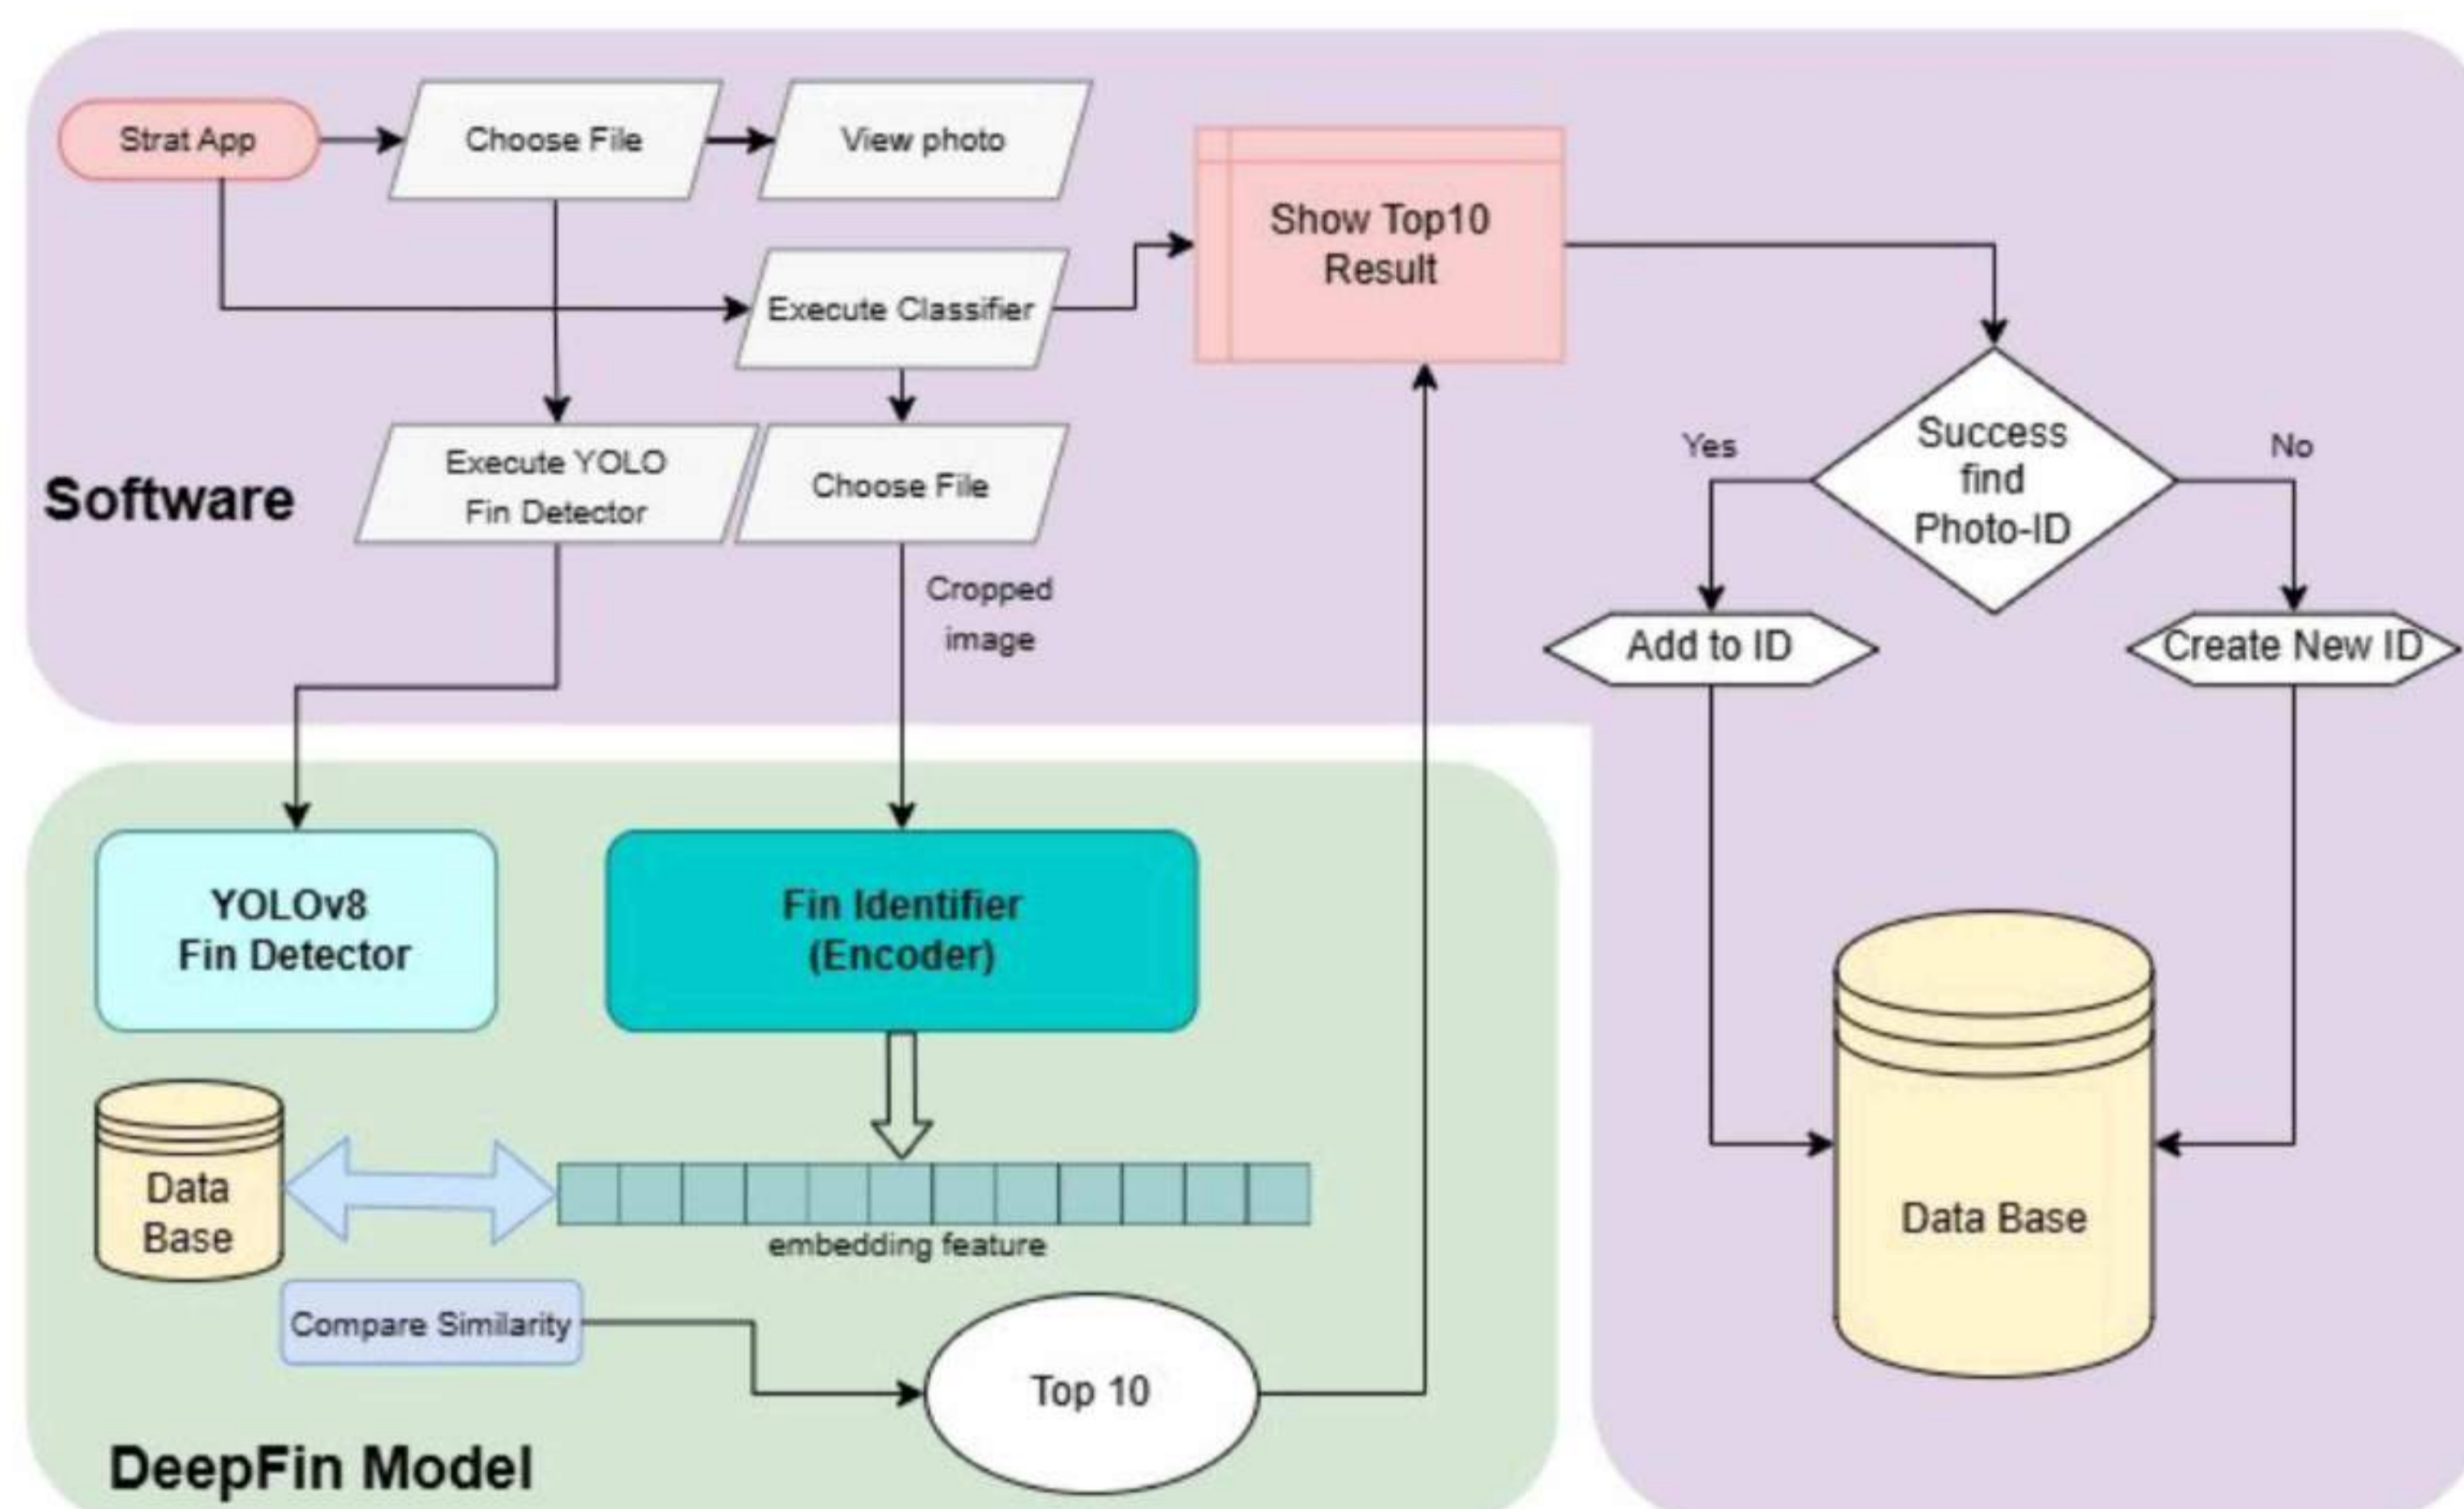 Strat App
Choose File
View photo
Execute Classifier
Show Top10
Result
Execute YOLO
Fin Detector
Choose File
Software
Cropped
image
Success
find
Photo-ID
Yes
No
Add to ID
Create New ID
YOLOv8
Fin Detector
Fin Identifier
(Encoder)
Data
Base
embedding feature
Compare Similarity
Top 10
DeepFin Model
Data Base